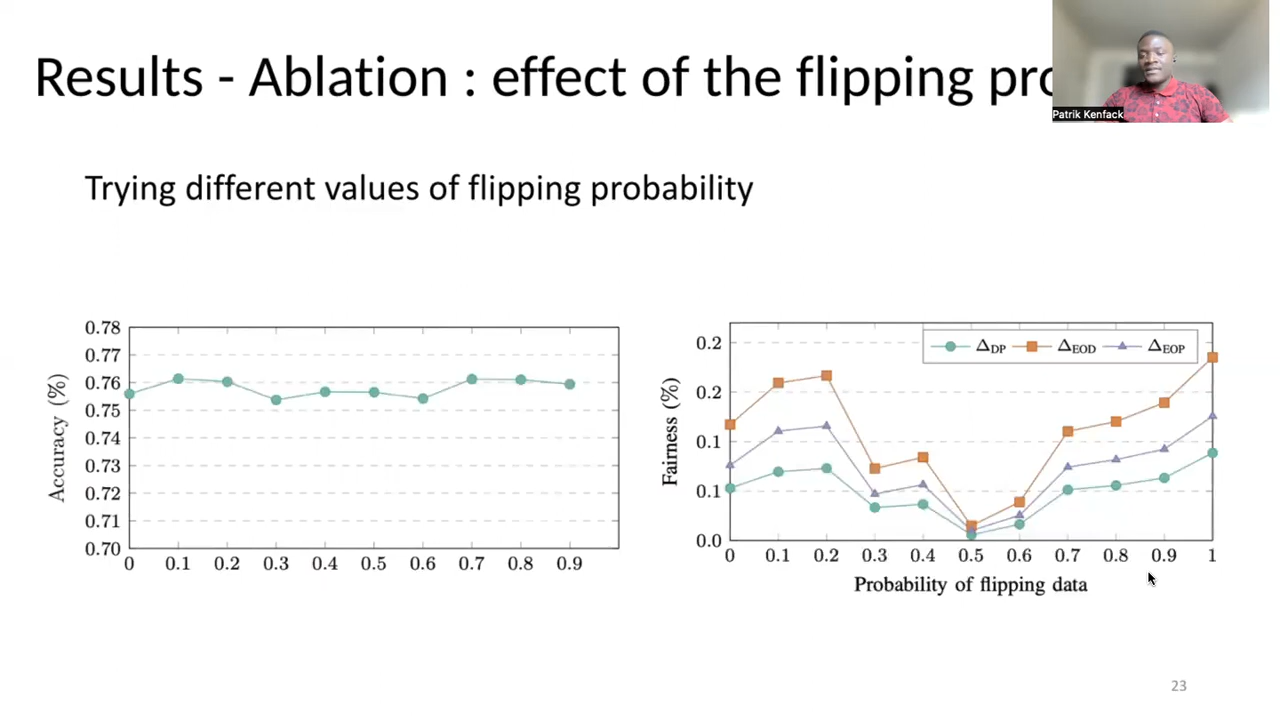 Results - Ablation : effect of the flipping pro
Patrik Kenfack
Trying different values of flipping probability
Accuracy (%)
0.78
0.77
0.76
0.75
0.74
0.73
0.72
0.71
0.70
0 0.1 0.2 0.3 0.4 0.5 0.6 0.7 0.8 0.9
Fairness (%)
0.2
0.2
0.1
0.1
0.0
Δ_DP Δ_EOD Δ_EOP
0 0.1 0.2 0.3 0.4 0.5 0.6 0.7 0.8 0.9 1
Probability of flipping data
23